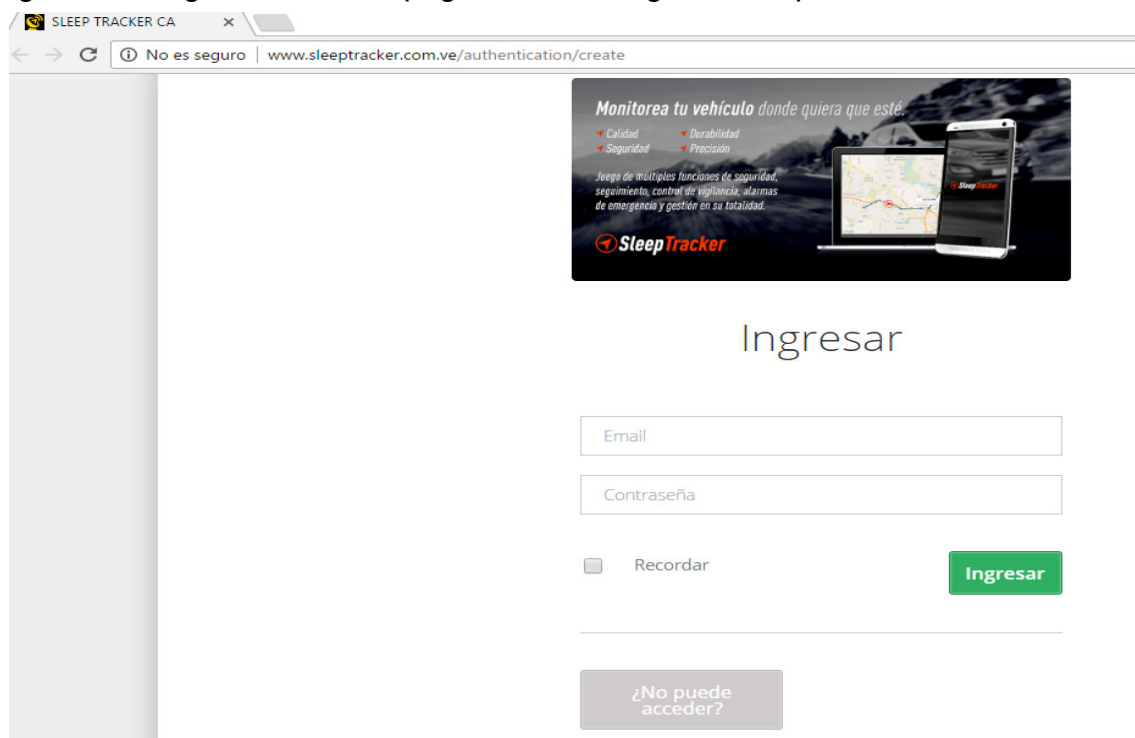 SLEEP TRACKER CA
No es seguro | www.sleeptracker.com.ve/authentication/create
Monitorea tu vehículo donde quiera que esté.
Calidad Durabilidad
Seguridad Precisión
Juego de múltiples funciones de seguridad,
seguimiento, control de vigilancia, alarmas
de emergencia y gestión en su totalidad.
SleepTracker
SleepTracker
Ingresar
Email
Contraseña
Recordar
Ingresar
¿No puede
acceder?